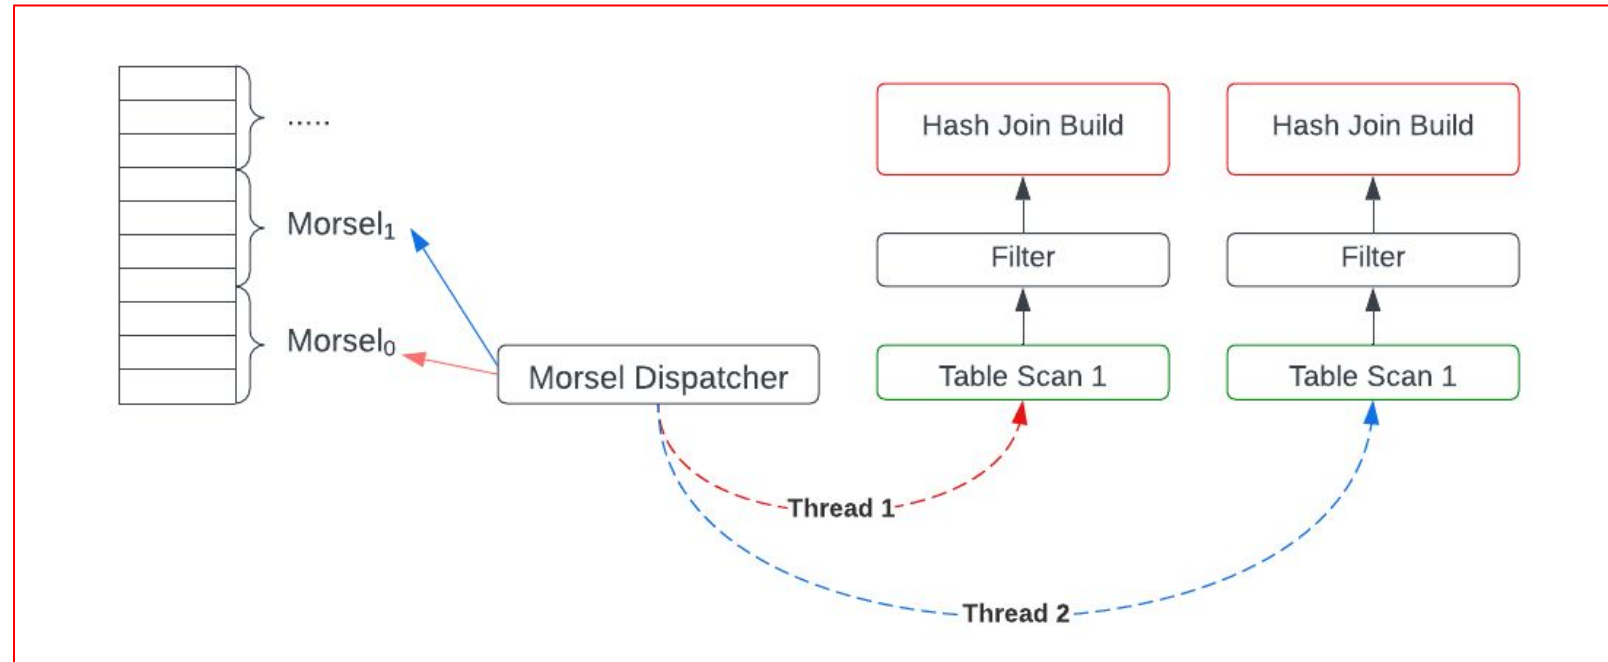 .....
Morsel₁
Morsel₀
Morsel Dispatcher
Hash Join Build
Filter
Table Scan 1
Hash Join Build
Filter
Table Scan 1
Thread 1
Thread 2